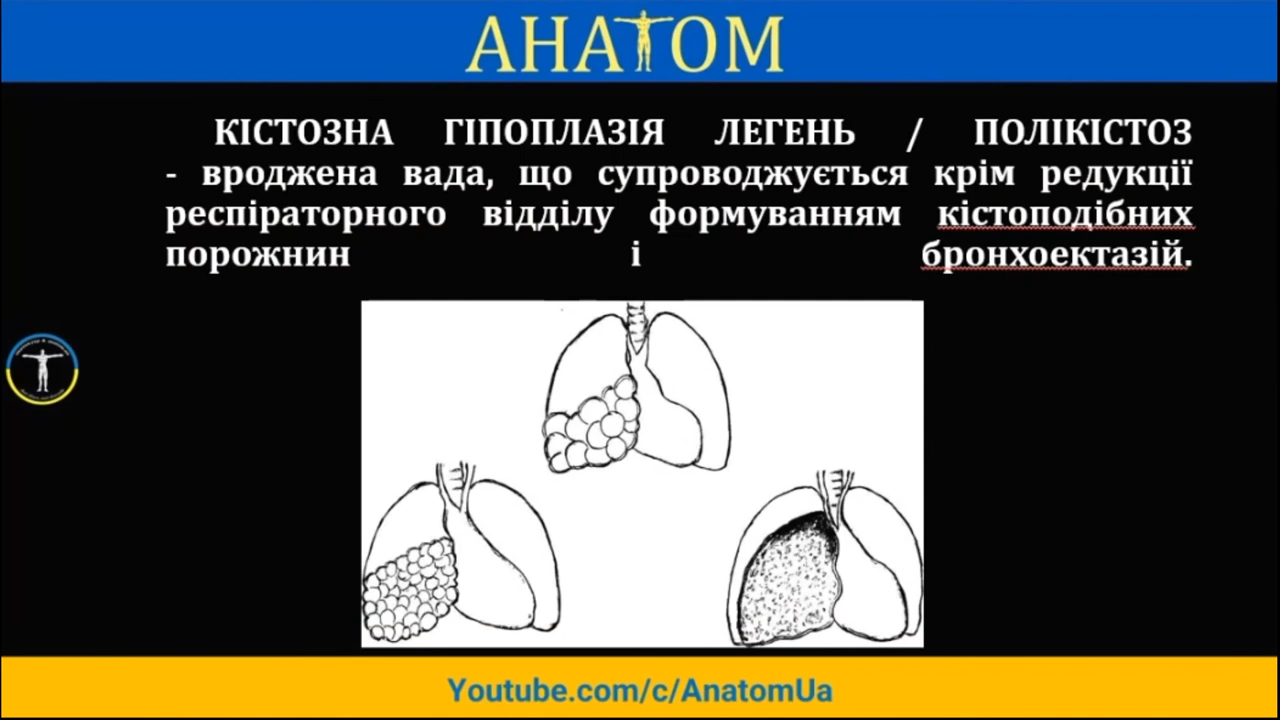 АНАТОМ
КІСТОЗНА ГІПОПЛАЗІЯ ЛЕГЕНЬ / ПОЛІКІСТОЗ
- вроджена вада, що супроводжується крім редукції
респіраторного відділу формуванням кістоподібних
порожнин і бронхоектазій.
Youtube.com/c/AnatomUa